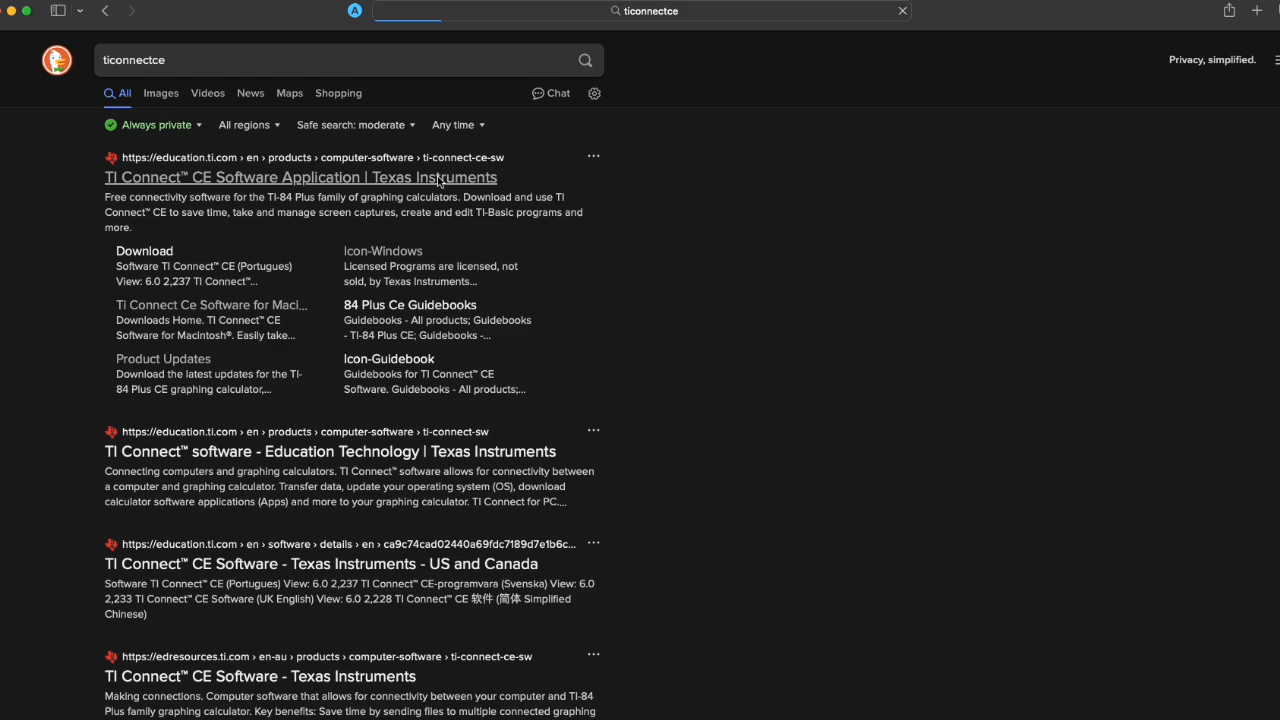 ticonnectce
ticonnectce
Privacy, simplified.
All Images Videos News Maps Shopping Chat
Always private All regions Safe search: moderate Any time
https://education.ti.com › en › products › computer-software › ti-connect-ce-sw
TI Connect™ CE Software Application | Texas Instruments
Free connectivity software for the TI-84 Plus family of graphing calculators. Download and use TI
Connect™ CE to save time, take and manage screen captures, create and edit TI-Basic programs and
more.
Download
Software TI Connect™ CE (Portugues)
View: 6.0 2,237 TI Connect™...
Icon-Windows
Licensed Programs are licensed, not
sold, by Texas Instruments...
TI Connect Ce Software for Maci...
Downloads Home. TI Connect™ CE
Software for Macintosh®. Easily take...
84 Plus Ce Guidebooks
Guidebooks - All products; Guidebooks
- TI-84 Plus CE; Guidebooks -...
Product Updates
Download the latest updates for the TI-
84 Plus CE graphing calculator,...
Icon-Guidebook
Guidebooks for TI Connect™ CE
Software. Guidebooks - All products;...
https://education.ti.com › en › products › computer-software › ti-connect-sw
TI Connect™ software - Education Technology | Texas Instruments
Connecting computers and graphing calculators. TI Connect™ software allows for connectivity between
a computer and graphing calculator. Transfer data, update your operating system (OS), download
calculator software applications (Apps) and more to your graphing calculator. TI Connect for PC....
https://education.ti.com › en › software › details › en › ca9c74cad02440a69fdc7189d7e1b6c...
TI Connect™ CE Software - Texas Instruments - US and Canada
Software TI Connect™ CE (Portugues) View: 6.0 2,237 TI Connect™ CE-programvara (Svenska) View: 6.0
2,233 TI Connect™ CE Software (UK English) View: 6.0 2,228 TI Connect™ CE 软件 (简体 Simplified
Chinese)
https://edresources.ti.com › en-au › products › computer-software › ti-connect-ce-sw
TI Connect™ CE Software - Texas Instruments
Making connections. Computer software that allows for connectivity between your computer and TI-84
Plus family graphing calculator. Key benefits: Save time by sending files to multiple connected graphing